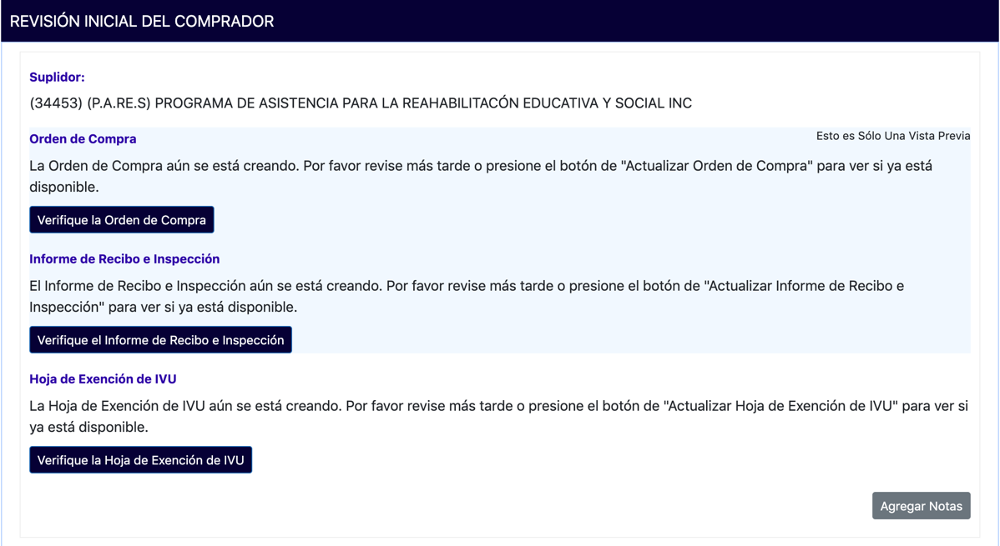 REVISIÓN INICIAL DEL COMPRADOR
Suplidor:
(34453) (P.A.RE.S) PROGRAMA DE ASISTENCIA PARA LA REAHABILITACÓN EDUCATIVA Y SOCIAL INC
Orden de Compra
Esto es Sólo Una Vista Previa
La Orden de Compra aún se está creando. Por favor revise más tarde o presione el botón de "Actualizar Orden de Compra" para ver si ya está
disponible.
Verifique la Orden de Compra
Informe de Recibo e Inspección
El Informe de Recibo e Inspección aún se está creando. Por favor revise más tarde o presione el botón de "Actualizar Informe de Recibo e
Inspección" para ver si ya está disponible.
Verifique el Informe de Recibo e Inspección
Hoja de Exención de IVU
La Hoja de Exención de IVU aún se está creando. Por favor revise más tarde o presione el botón de "Actualizar Hoja de Exención de IVU" para ver si
ya está disponible.
Verifique la Hoja de Exención de IVU
Agregar Notas